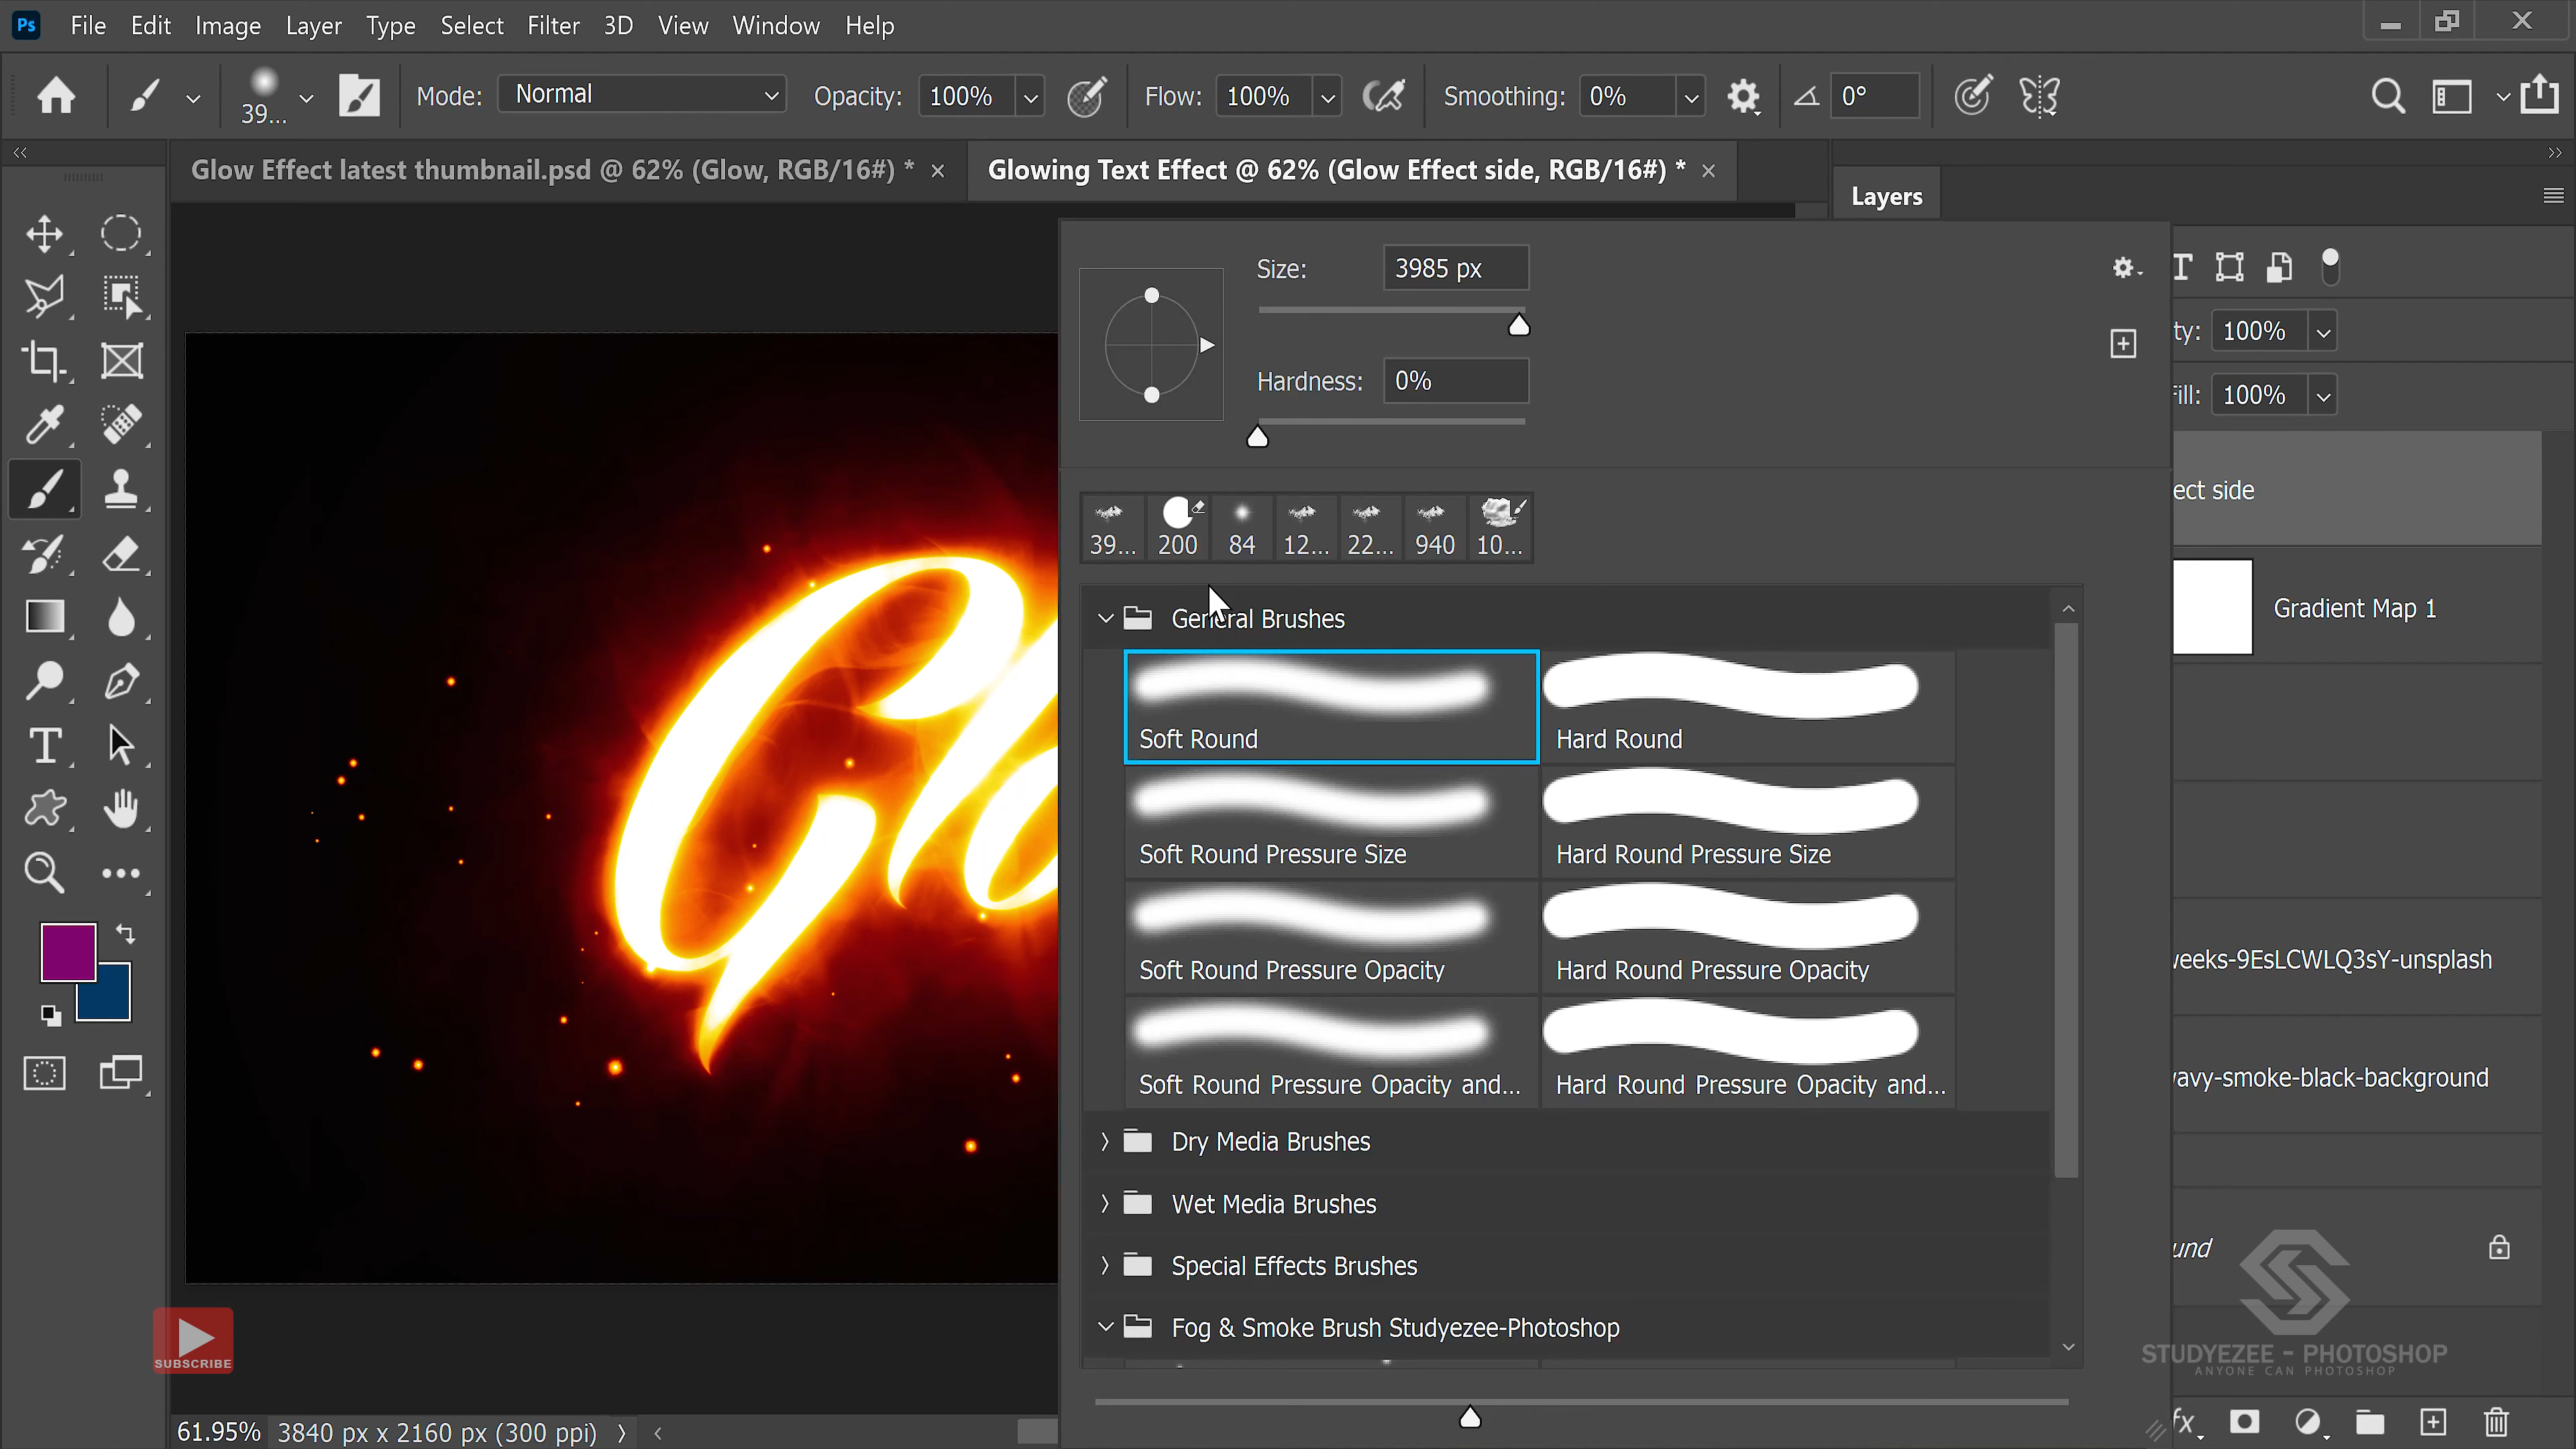 Ps File Edit Image Layer Type Select Filter 3D View Window Help
39... Mode: Normal Opacity: 100% Flow: 100% Smoothing: 0% 0°
Glow Effect latest thumbnail.psd @ 62% (Glow, RGB/16#) * × Glowing Text Effect @ 62% (Glow Effect side, RGB/16#) * ×
Layers
Size: 3985 px
Hardness: 0%
ty: 100%
Fill: 100%
39... 200 84 12... 22... 940 10...
ect side
General Brushes
Gradient Map 1
Soft Round Hard Round
Soft Round Pressure Size Hard Round Pressure Size
Soft Round Pressure Opacity Hard Round Pressure Opacity
Soft Round Pressure Opacity and... Hard Round Pressure Opacity and...
weeks-9EsLCWLQ3sY-unsplash
wavy-smoke-black-background
Dry Media Brushes
Wet Media Brushes
Special Effects Brushes
und
Fog & Smoke Brush Studyezee-Photoshop
SUBSCRIBE
STUDYEZEE - PHOTOSHOP
ANYONE CAN PHOTOSHOP
61.95% 3840 px x 2160 px (300 ppi)
fx